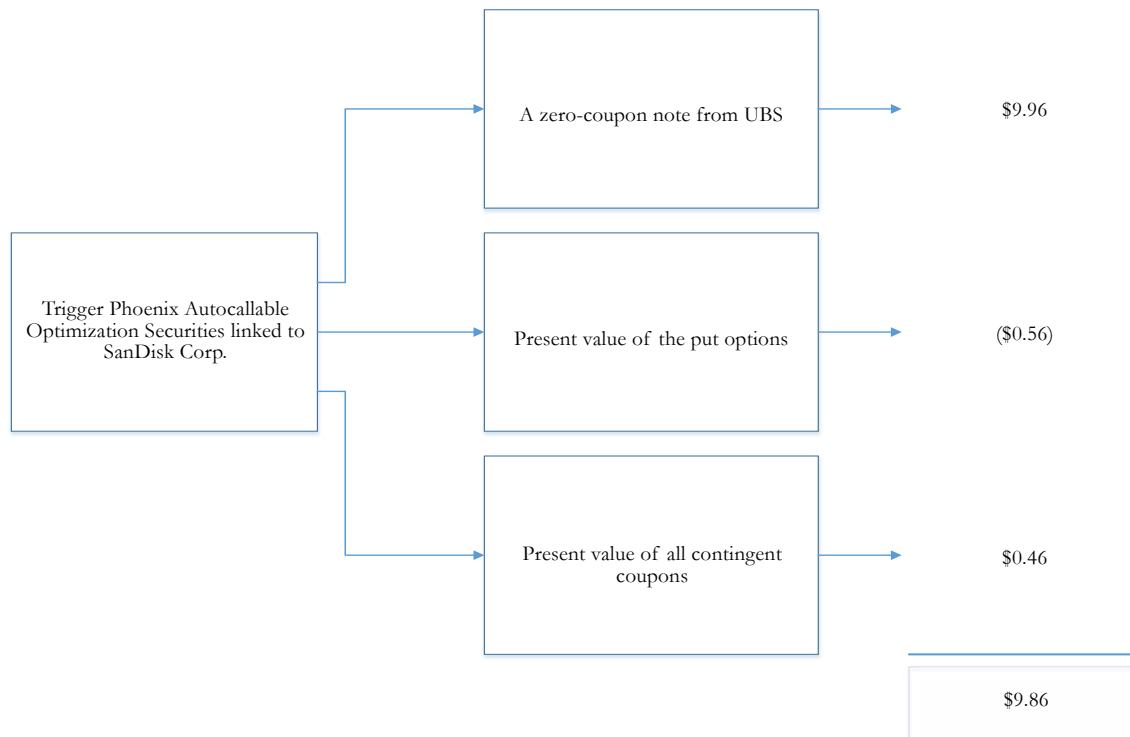 A zero-coupon note from UBS
$9.96
Trigger Phoenix Autocallable
Optimization Securities linked to
SanDisk Corp.
Present value of the put options
($0.56)
Present value of all contingent
coupons
$0.46
$9.86